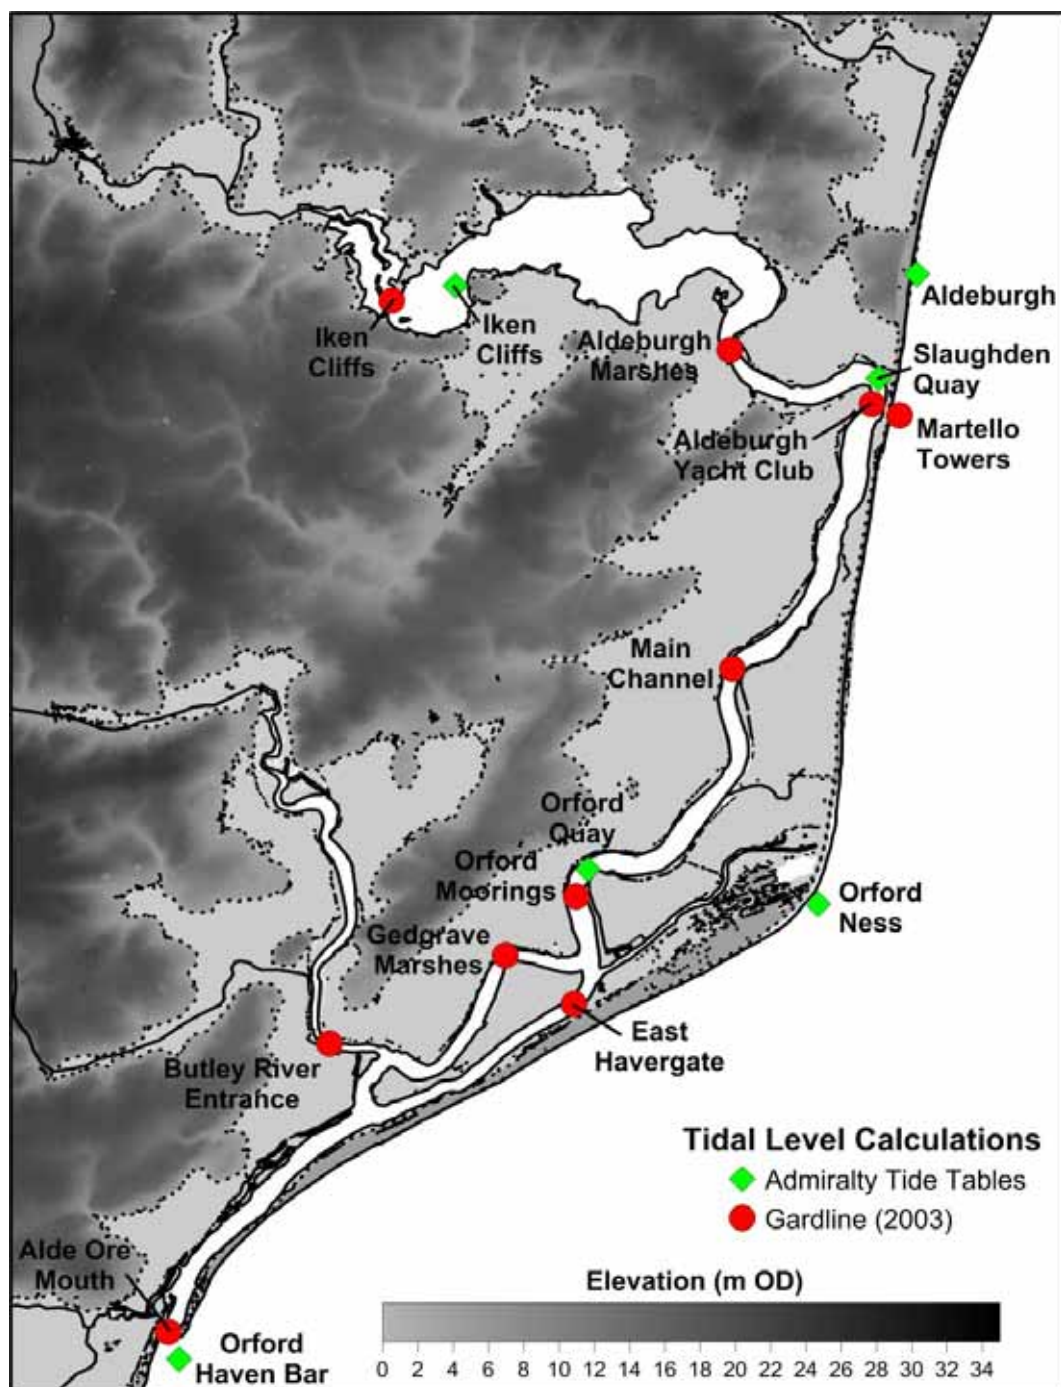 Aldeburgh
Iken
Cliffs
Iken
Cliffs
Aldeburgh
Marshes
Slaughden
Quay
Aldeburgh
Yacht Club
Martello
Towers
Main
Channel
Orford
Quay
Orford
Moorings
Orford
Ness
Gedgrave
Marshes
East
Havergate
Butley River
Entrance
Tidal Level Calculations
Admiralty Tide Tables
Gardline (2003)
Alde Ore
Mouth
Orford
Haven Bar
Elevation (m OD)
0 2 4 6 8 10 12 14 16 18 20 22 24 26 28 30 32 34